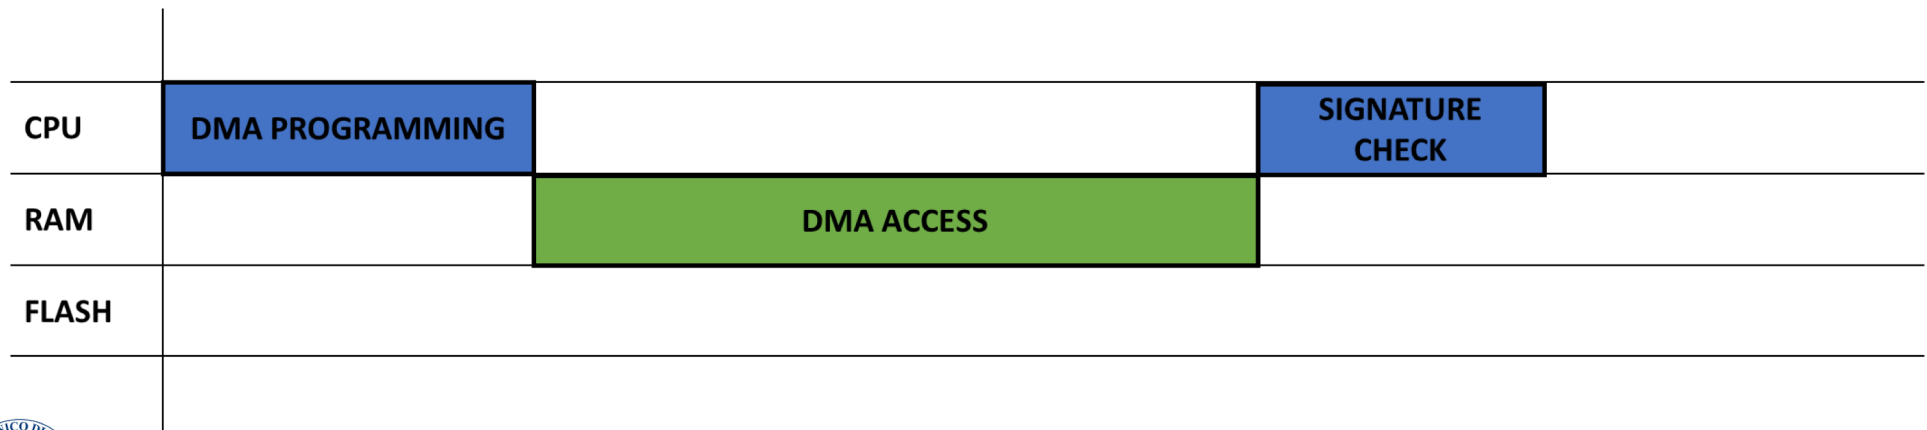 CPU
DMA PROGRAMMING
SIGNATURE
CHECK
RAM
DMA ACCESS
FLASH